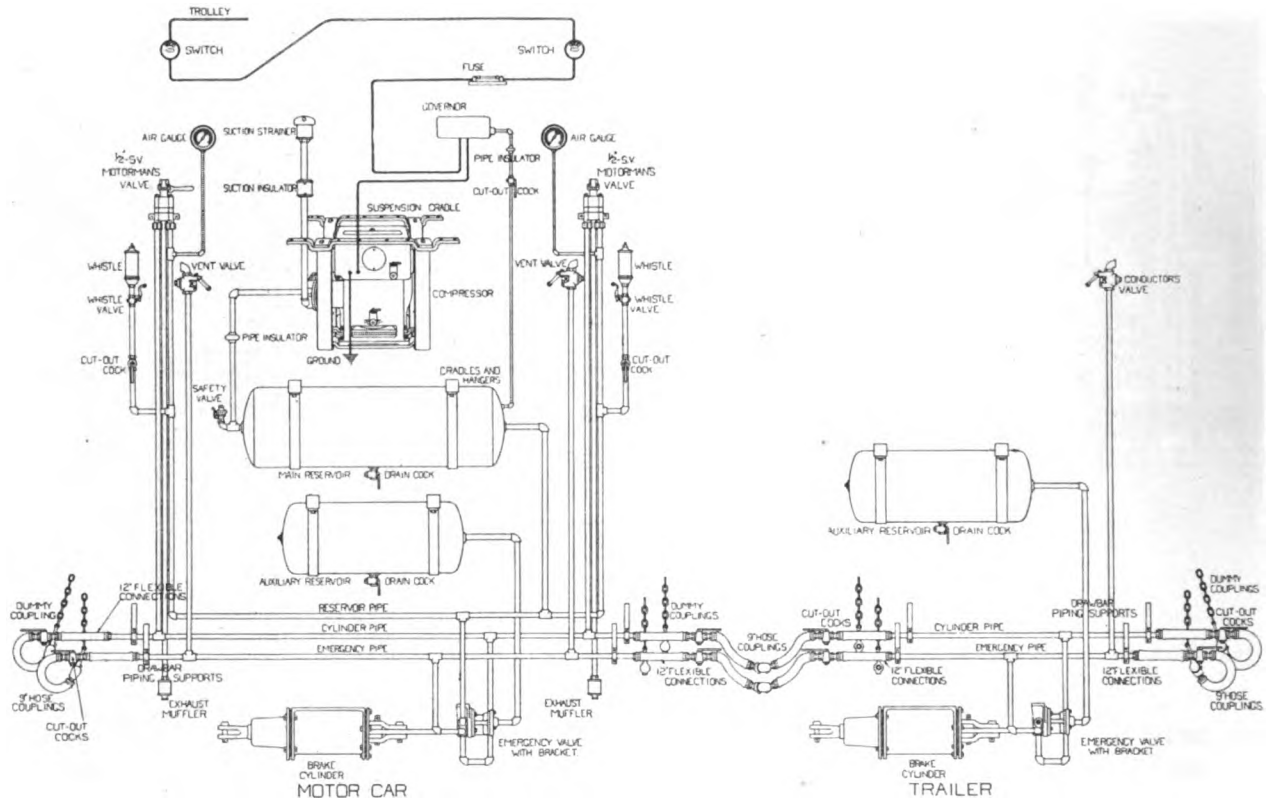 TROLLEY
SWITCH
SWITCH
FUSE
GOVERNOR
AIR GAUGE
SUCTION STRAINER
AIR GAUGE
½"-S.V.
MOTORMAN'S
VALVE
PIPE INSULATOR
½"-S.V.
MOTORMAN'S
VALVE
SUCTION INSULATOR
CUT-OUT
COCK
SUSPENSION CRADLE
WHISTLE
VENT VALVE
VENT VALVE
WHISTLE
CONDUCTOR'S
VALVE
WHISTLE
VALVE
COMPRESSOR
WHISTLE
VALVE
PIPE INSULATOR
CUT-OUT
COCK
GROUND
CUT-OUT
COCK
CRADLES AND
HANGERS
SAFETY
VALVE
MAIN RESERVOIR
DRAIN COCK
AUXILIARY RESERVOIR
DRAIN COCK
AUXILIARY RESERVOIR
DRAIN COCK
DUMMY
COUPLING
12" FLEXIBLE
CONNECTIONS
RESERVOIR PIPE
CYLINDER PIPE
EMERGENCY PIPE
DUMMY
COUPLINGS
9" HOSE
COUPLINGS
CUT-OUT
COCKS
DRAWBAR
PIPING SUPPORTS
CYLINDER PIPE
EMERGENCY PIPE
DUMMY
COUPLING
CUT-OUT
COCKS
DRAWBAR
PIPING SUPPORTS
12" FLEXIBLE
CONNECTIONS
12" FLEXIBLE
CONNECTIONS
12" FLEXIBLE
CONNECTIONS
9" HOSE
COUPLINGS
9" HOSE
COUPLINGS
CUT-OUT
COCKS
EXHAUST
MUFFLER
EXHAUST
MUFFLER
EMERGENCY VALVE
WITH BRACKET
EMERGENCY VALVE
WITH BRACKET
BRAKE
CYLINDER
BRAKE
CYLINDER
MOTOR CAR
TRAILER